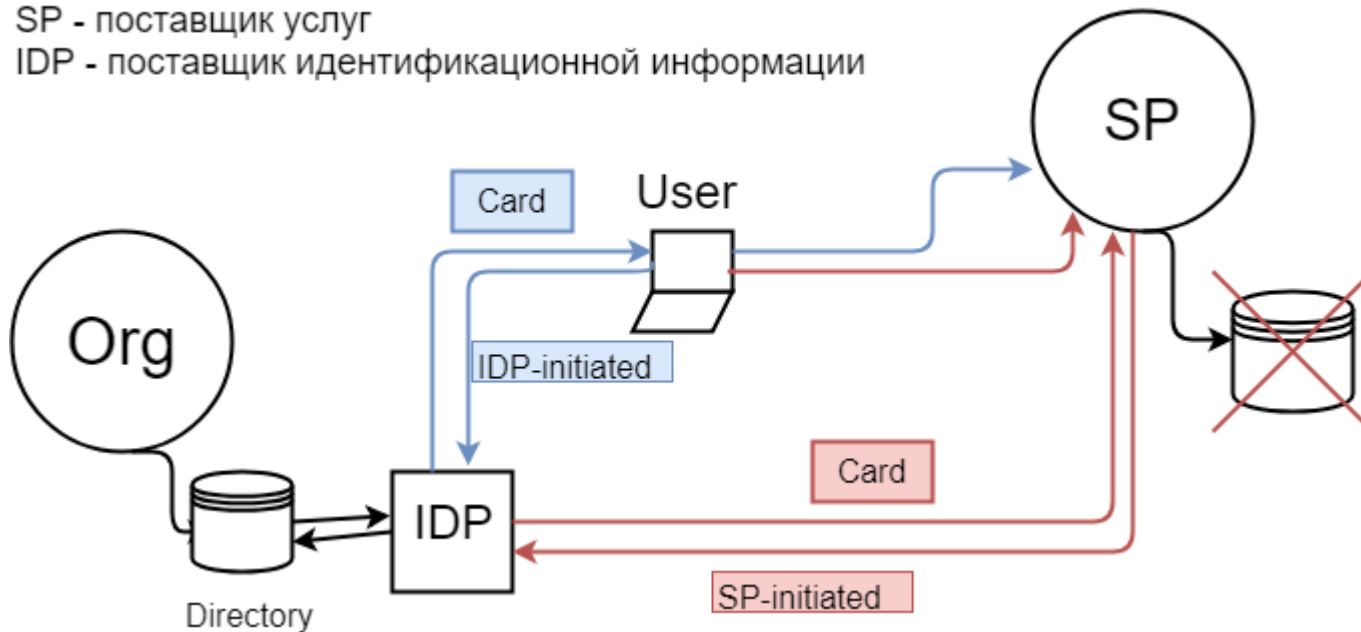 SP - поставщик услуг
IDP - поставщик идентификационной информации
SP
Card
User
Org
IDP-initiated
Card
IDP
SP-initiated
Directory